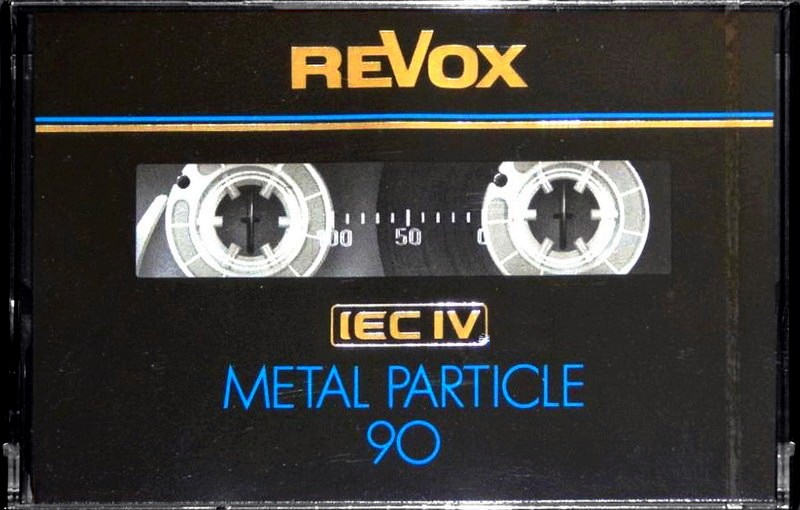 REVOX
100 50 0
IEC IV
METAL PARTICLE
90